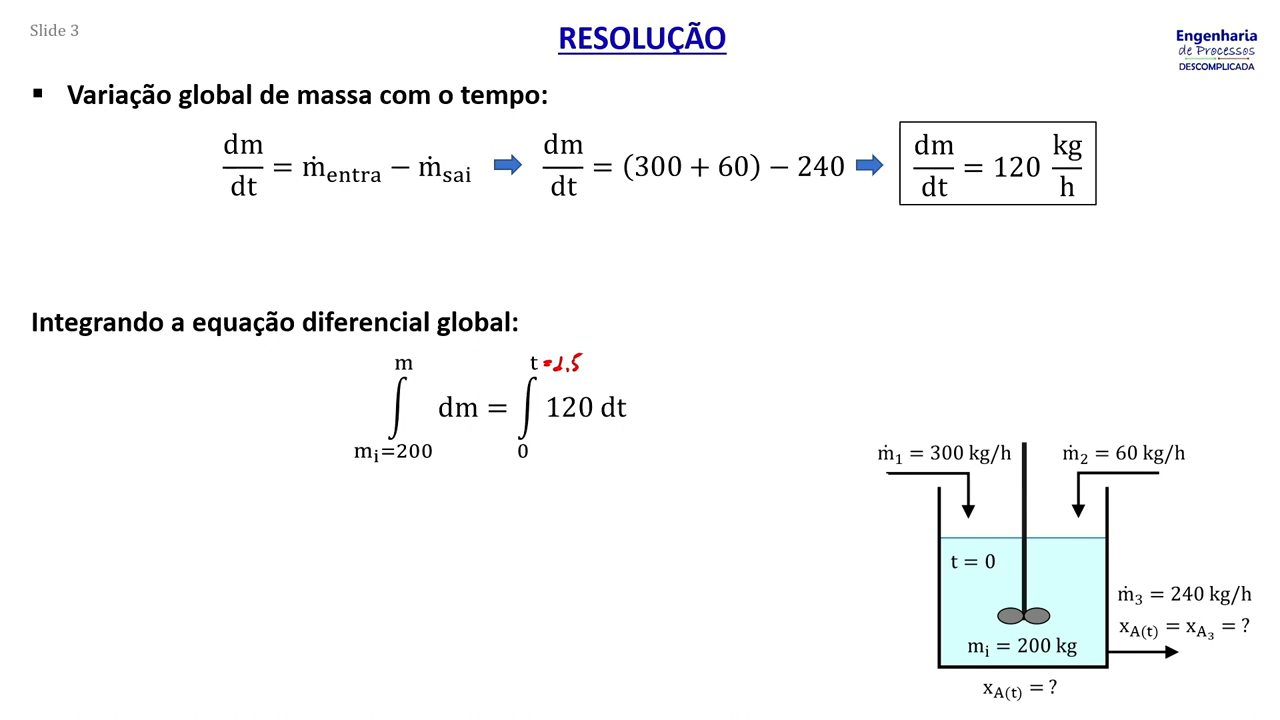 Slide 3
RESOLUÇÃO
Engenharia
de Processos
DESCOMPLICADA
▪ Variação global de massa com o tempo:
dm/dt = ṁentra − ṁsai ➡ dm/dt = (300 + 60) − 240 ➡ dm/dt = 120 kg/h
Integrando a equação diferencial global:
m t =1,5
∫ dm = ∫ 120 dt
mi=200 0
ṁ1 = 300 kg/h ṁ2 = 60 kg/h
t = 0
ṁ3 = 240 kg/h
xA(t) = xA3 = ?
mi = 200 kg
xA(t) = ?